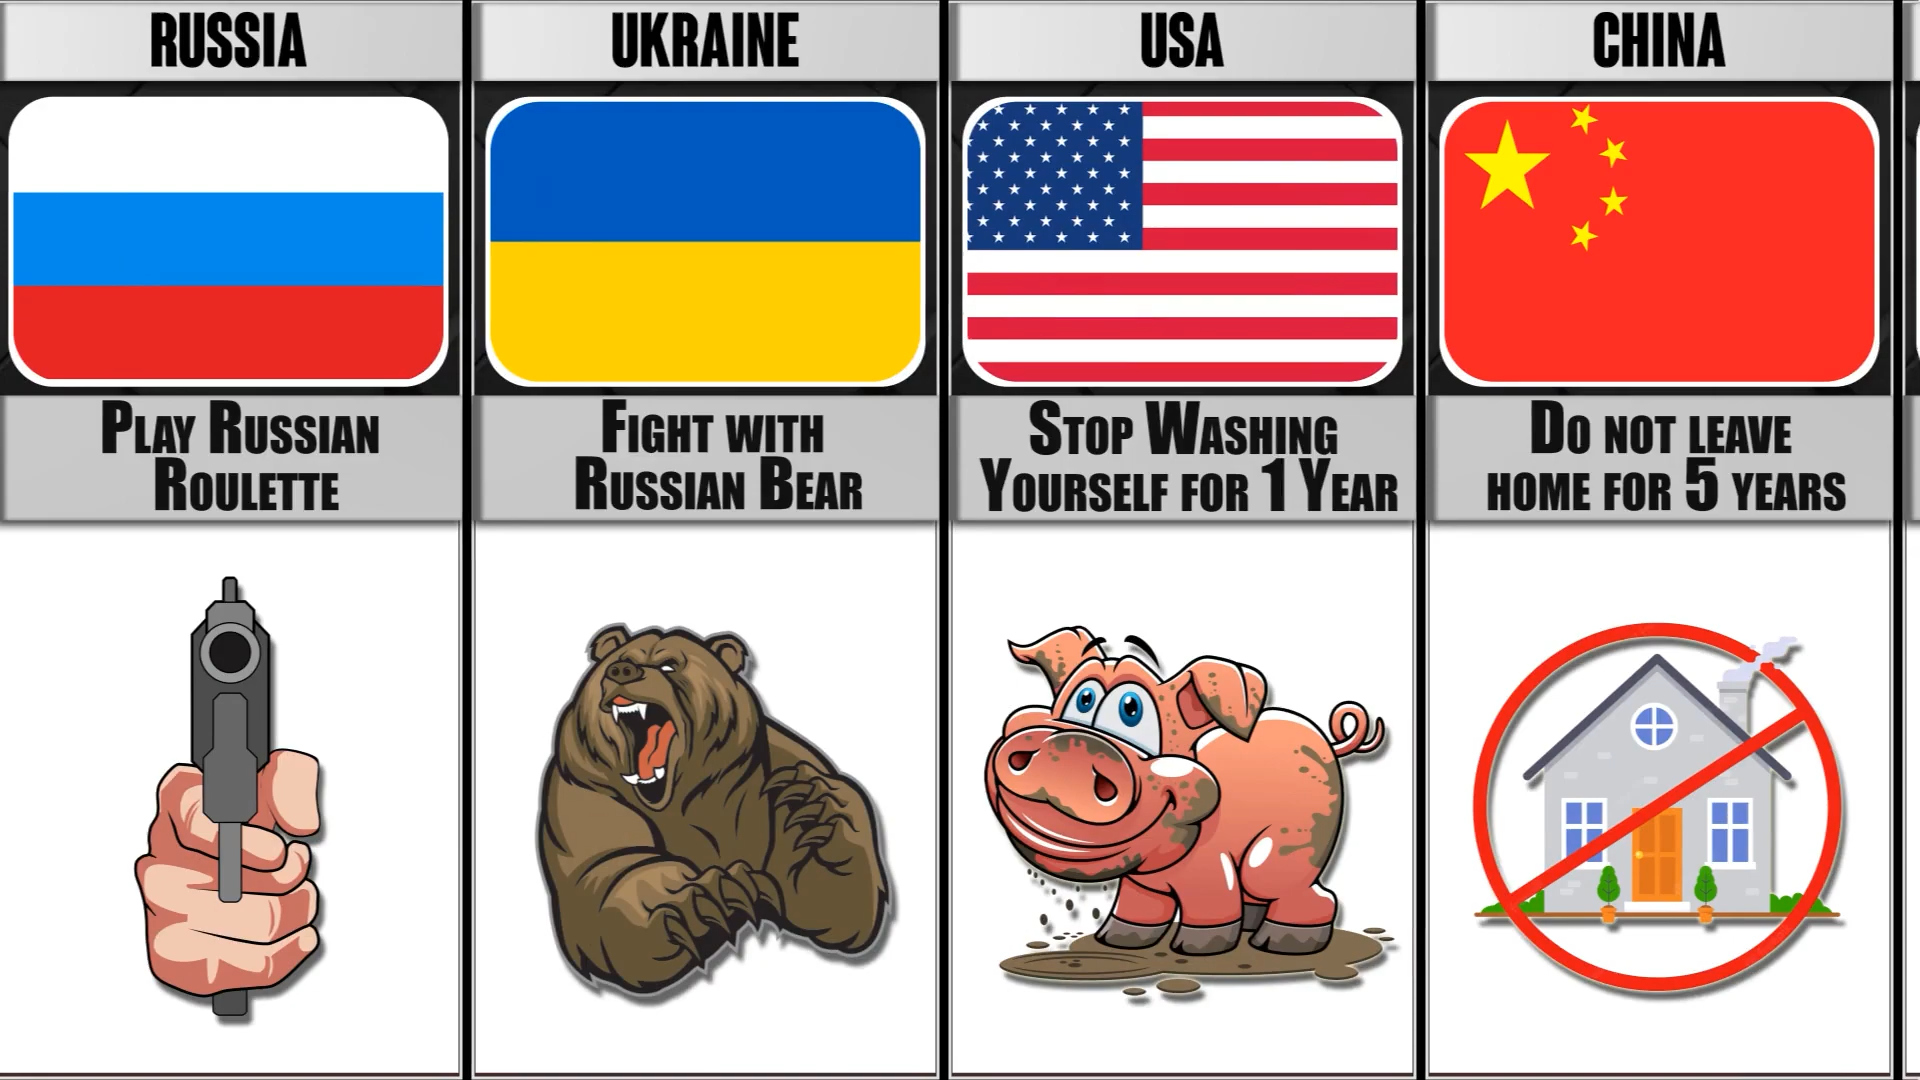 RUSSIA
UKRAINE
USA
CHINA
Play Russian
Roulette
Fight with
Russian Bear
Stop Washing
Yourself for 1 Year
Do not leave
home for 5 years